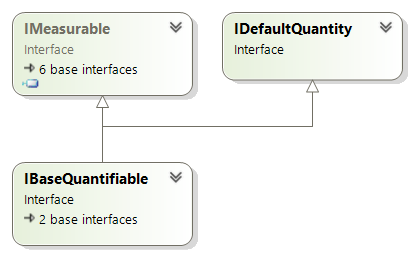 IMeasurable
Interface
6 base interfaces
IDefaultQuantity
Interface
IBaseQuantifiable
Interface
2 base interfaces